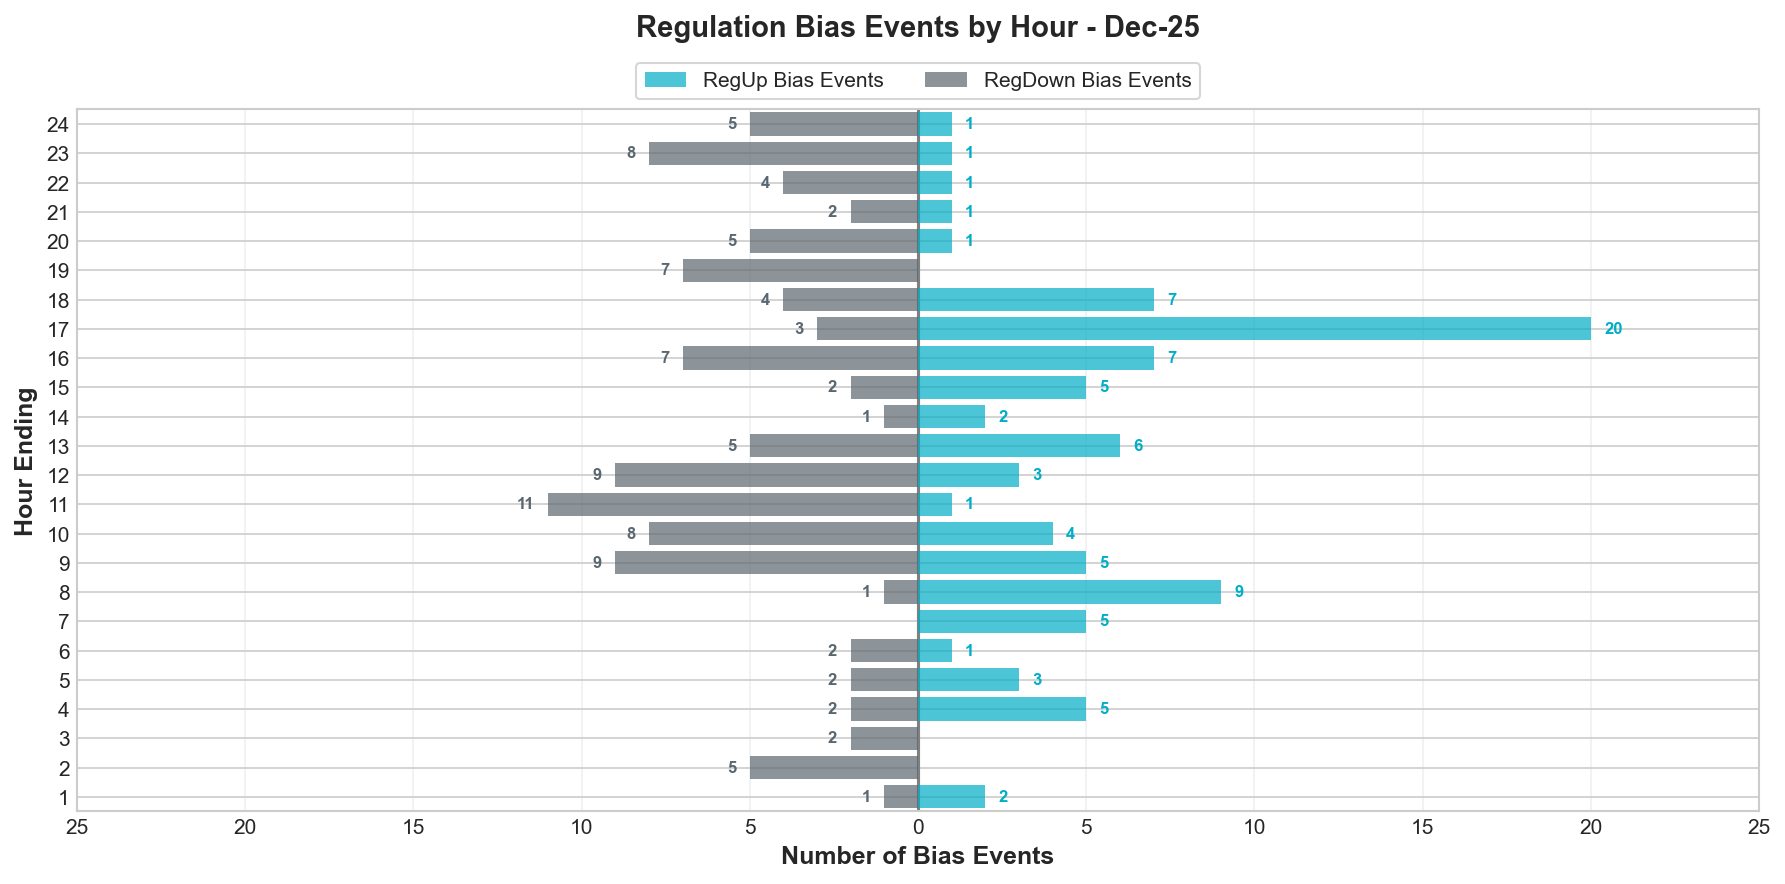 Regulation Bias Events by Hour - Dec-25
RegUp Bias Events RegDown Bias Events
24 5 1
23 8 1
22 4 1
21 2 1
20 5 1
19 7
18 4 7
17 3 20
16 7 7
15 2 5
14 1 2
13 5 6
12 9 3
11 11 1
10 8 4
9 9 5
8 1 9
7 5
6 2 1
5 2 3
4 2 5
3 2
2 5
1 1 2
Hour Ending
25 20 15 10 5 0 5 10 15 20 25
Number of Bias Events